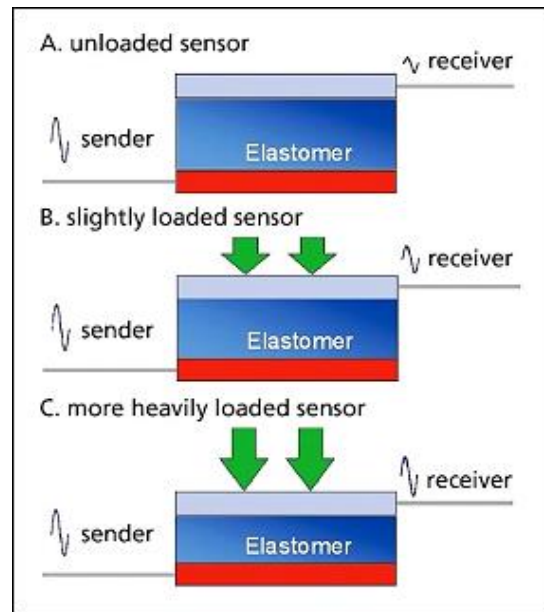 A. unloaded sensor
receiver
sender
Elastomer
B. slightly loaded sensor
receiver
sender
Elastomer
C. more heavily loaded sensor
receiver
sender
Elastomer